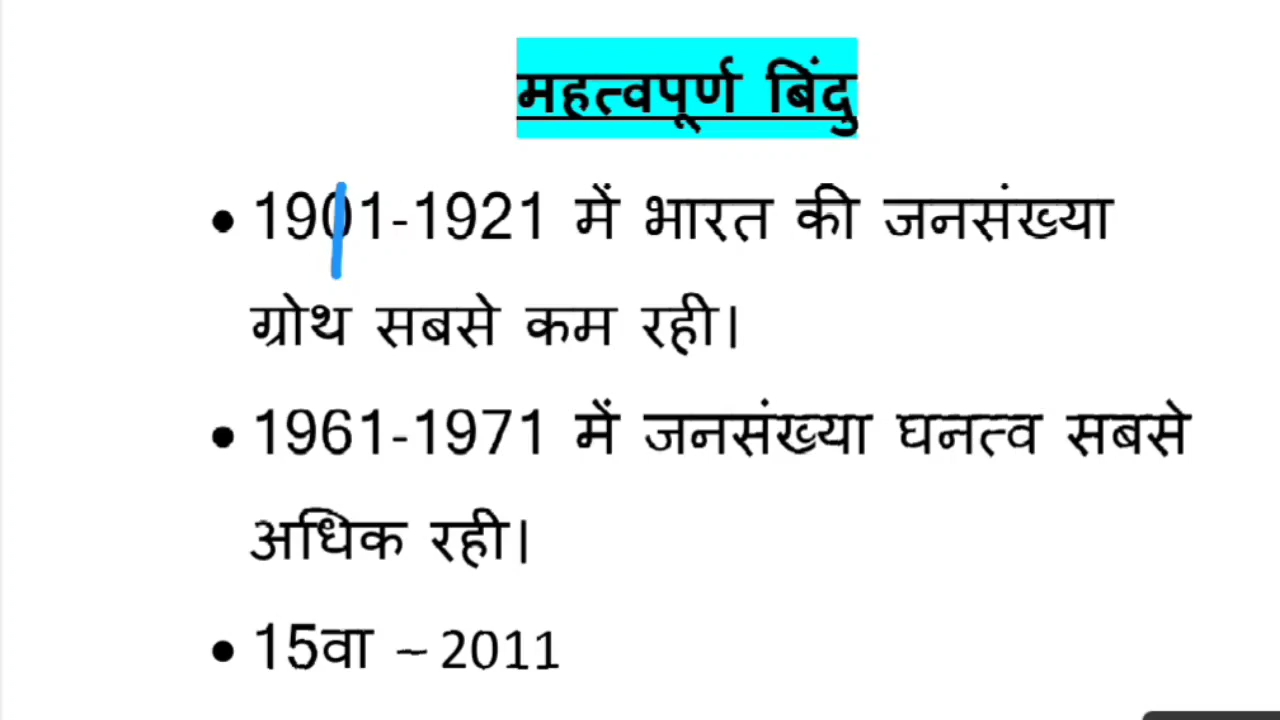 महत्वपूर्ण बिंदु
• 1901-1921 में भारत की जनसंख्या
ग्रोथ सबसे कम रही।
• 1961-1971 में जनसंख्या घनत्व सबसे
अधिक रही।
• 15वा – 2011